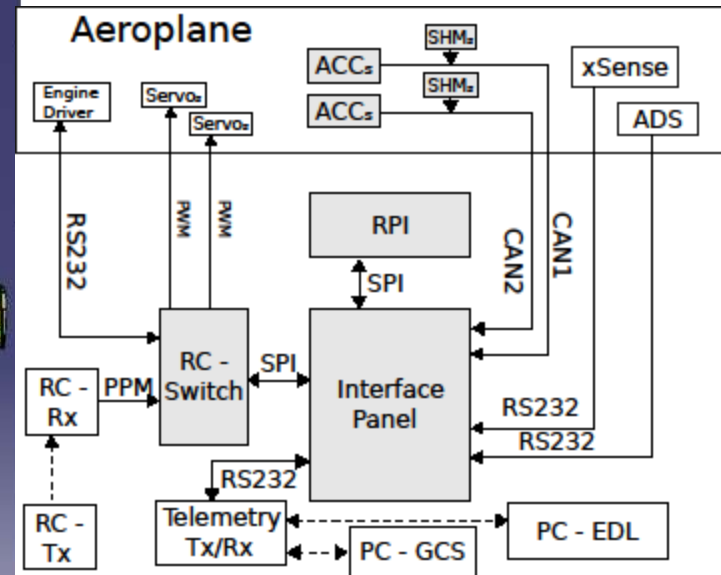 Aeroplane
Engine
Driver
Servos
Servos
ACCs
SHMs
ACCs
SHMs
xSense
ADS
RS232
PWM
PWM
RPI
SPI
CAN2
CAN1
RC -
Switch
SPI
Interface
Panel
RC -
Rx
PPM
RS232
RS232
RS232
RC -
Tx
Telemetry
Tx/Rx
PC - GCS
PC - EDL